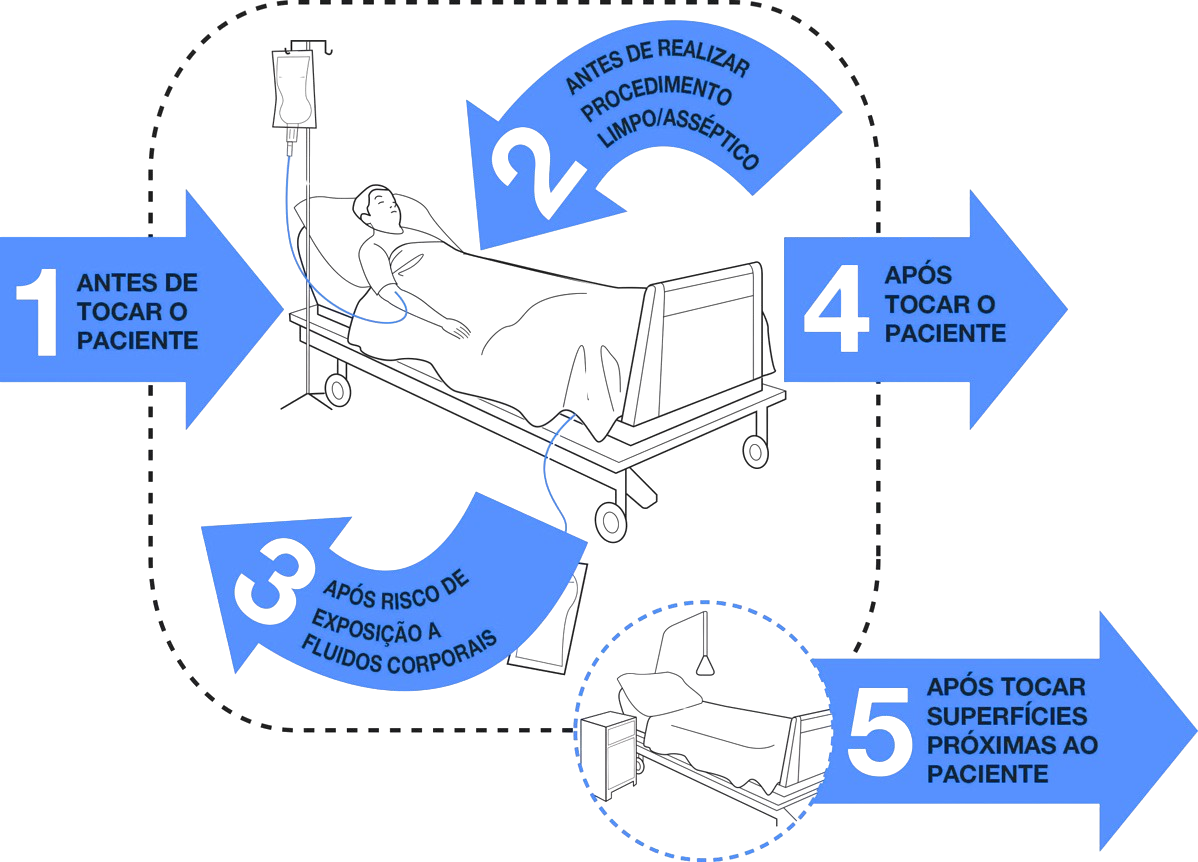 1
ANTES DE
TOCAR O
PACIENTE
2
ANTES DE REALIZAR
PROCEDIMENTO
LIMPO/ASSÉPTICO
3
APÓS RISCO DE
EXPOSIÇÃO A
FLUIDOS CORPORAIS
4
APÓS
TOCAR O
PACIENTE
5
APÓS TOCAR
SUPERFÍCIES
PRÓXIMAS AO
PACIENTE